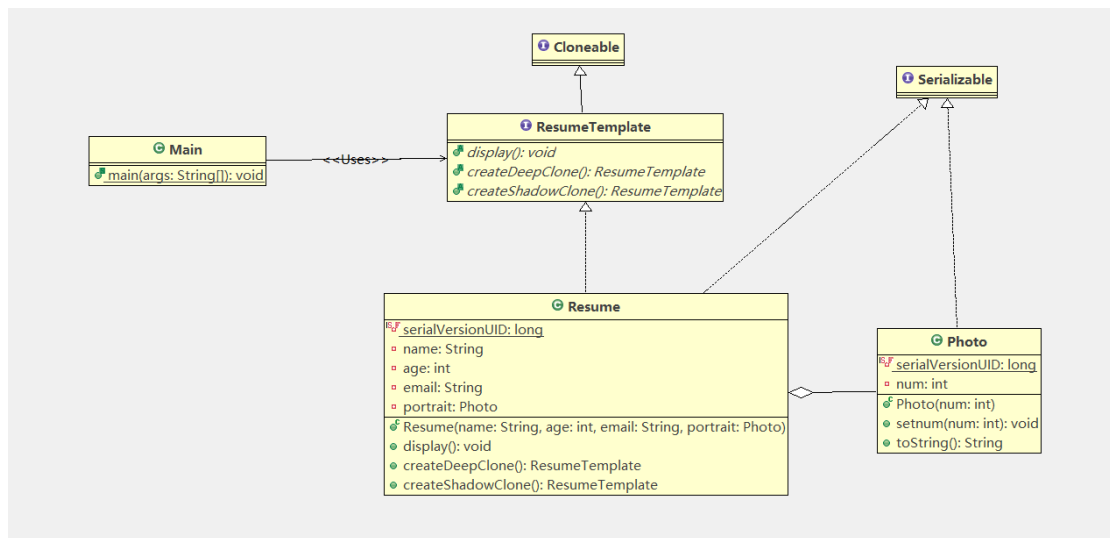 Cloneable
Serializable
ResumeTemplate
display(): void
createDeepClone(): ResumeTemplate
createShadowClone(): ResumeTemplate
Main
main(args: String[]): void
<<Uses>>
Resume
serialVersionUID: long
name: String
age: int
email: String
portrait: Photo
Resume(name: String, age: int, email: String, portrait: Photo)
display(): void
createDeepClone(): ResumeTemplate
createShadowClone(): ResumeTemplate
Photo
serialVersionUID: long
num: int
Photo(num: int)
setnum(num: int): void
toString(): String